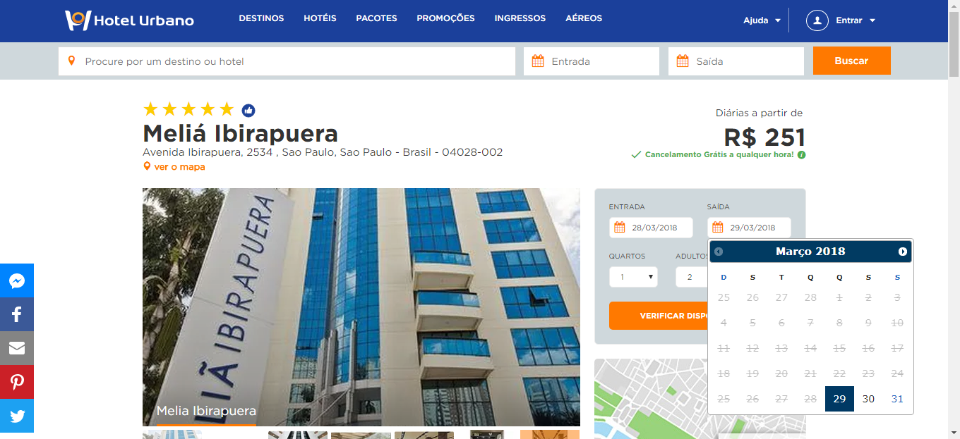 Hotel Urbano
DESTINOS HOTÉIS PACOTES PROMOÇÕES INGRESSOS AÉREOS
Ajuda Entrar
Procure por um destino ou hotel
Entrada
Saída
Buscar
Meliá Ibirapuera
Avenida Ibirapuera, 2534 , Sao Paulo, Sao Paulo - Brasil - 04028-002
ver o mapa
Diárias a partir de
R$ 251
Cancelamento Grátis a qualquer hora! i
LIÃ IBIRAPUERA
Melia Ibirapuera
ENTRADA SAÍDA
28/03/2018 29/03/2018
QUARTOS ADULTO
1 2
VERIFICAR DISP
Março 2018
D S T Q Q S S
25 26 27 28 1 2 3
4 5 6 7 8 9 10
11 12 13 14 15 16 17
18 19 20 21 22 23 24
25 26 27 28 29 30 31